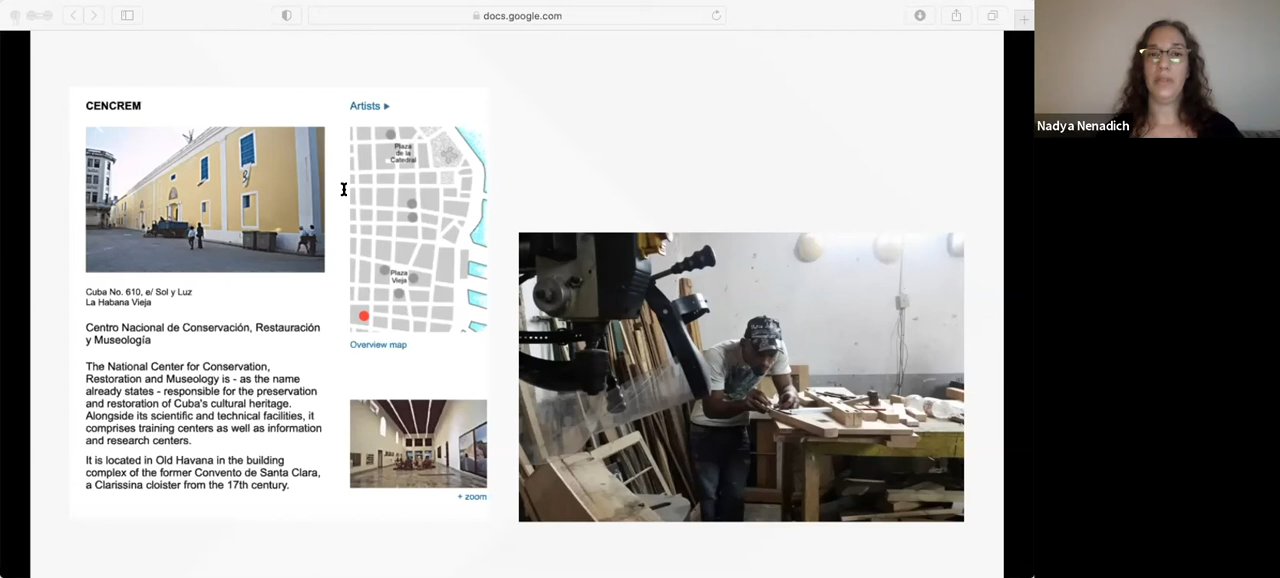 docs.google.com
CENCREM
Artists ▶
Plaza
de la
Catedral
Plaza
Vieja
Cuba No. 610, e/ Sol y Luz
La Habana Vieja
Centro Nacional de Conservación, Restauración
y Museología
Overview map
The National Center for Conservation,
Restoration and Museology is - as the name
already states - responsible for the preservation
and restoration of Cuba's cultural heritage.
Alongside its scientific and technical facilities, it
comprises training centers as well as information
and research centers.
It is located in Old Havana in the building
complex of the former Convento de Santa Clara,
a Clarissina cloister from the 17th century.
+ zoom
Nadya Nenadich